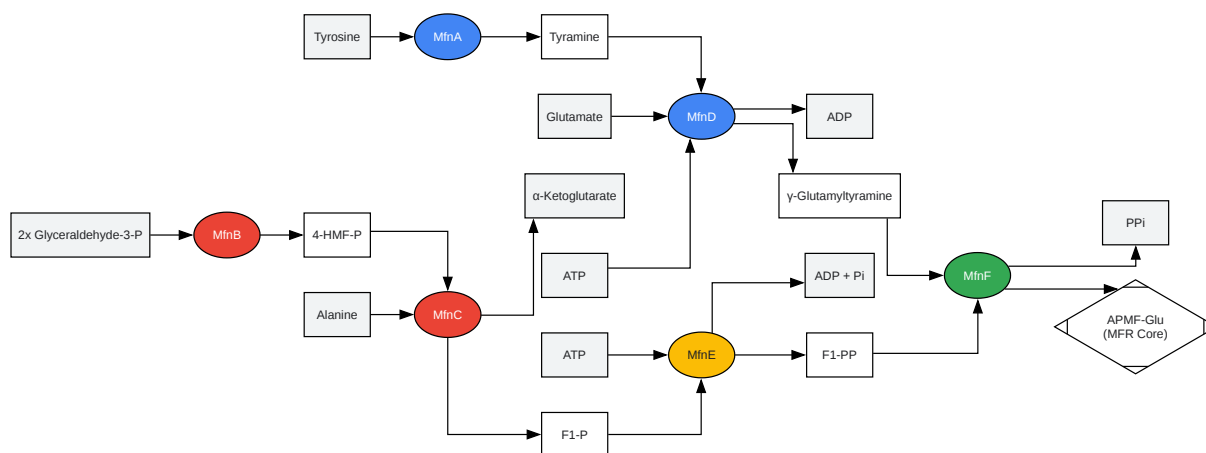 Tyrosine
MfnA
Tyramine
Glutamate
MfnD
ADP
α-Ketoglutarate
γ-Glutamyltyramine
2x Glyceraldehyde-3-P
MfnB
4-HMF-P
PPi
ATP
ADP + Pi
MfnF
Alanine
MfnC
APMF-Glu
(MFR Core)
ATP
MfnE
F1-PP
F1-P